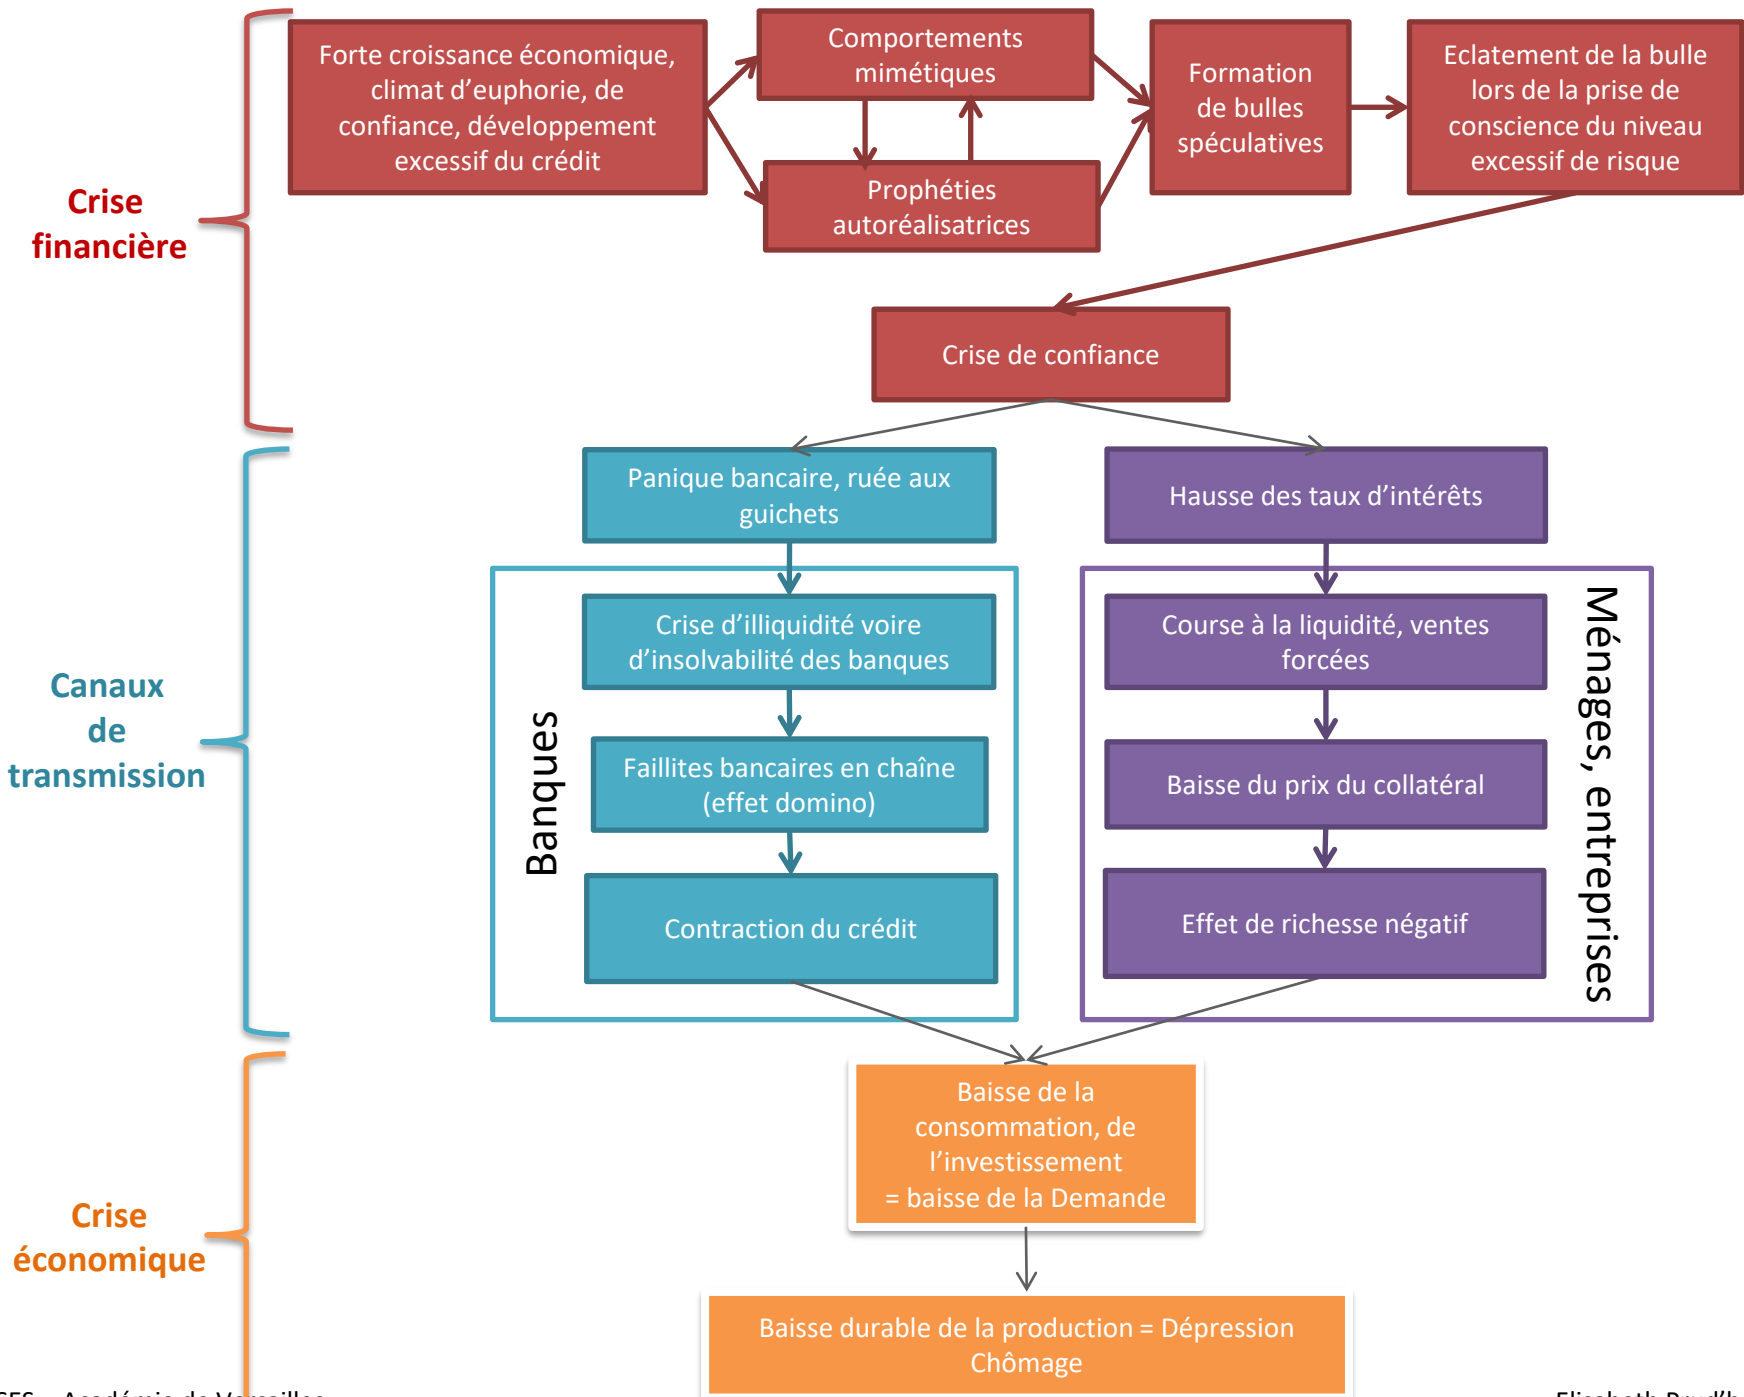 Forte croissance économique,
climat d'euphorie, de
confiance, développement
excessif du crédit
Comportements
mimétiques
Prophéties
autoréalisatrices
Formation
de bulles
spéculatives
Eclatement de la bulle
lors de la prise de
conscience du niveau
excessif de risque
Crise
financière
Crise de confiance
Panique bancaire, ruée aux
guichets
Hausse des taux d'intérêts
Canaux
de
transmission
Banques
Crise d'illiquidité voire
d'insolvabilité des banques
Faillites bancaires en chaîne
(effet domino)
Contraction du crédit
Course à la liquidité, ventes
forcées
Baisse du prix du collatéral
Effet de richesse négatif
Ménages, entreprises
Crise
économique
Baisse de la
consommation, de
l'investissement
= baisse de la Demande
Baisse durable de la production = Dépression
Chômage
Académie de Versailles
Elisabeth